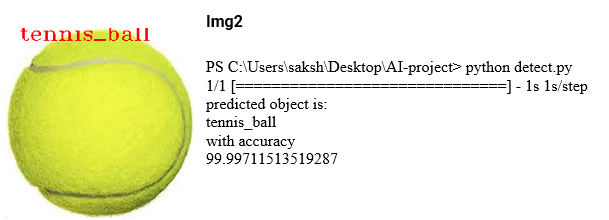 tennis_ball
Img2
PS C:\Users\saksh\Desktop\AI-project> python detect.py
1/1 [==============================] - 1s 1s/step
predicted object is:
tennis_ball
with accuracy
99.99711513519287